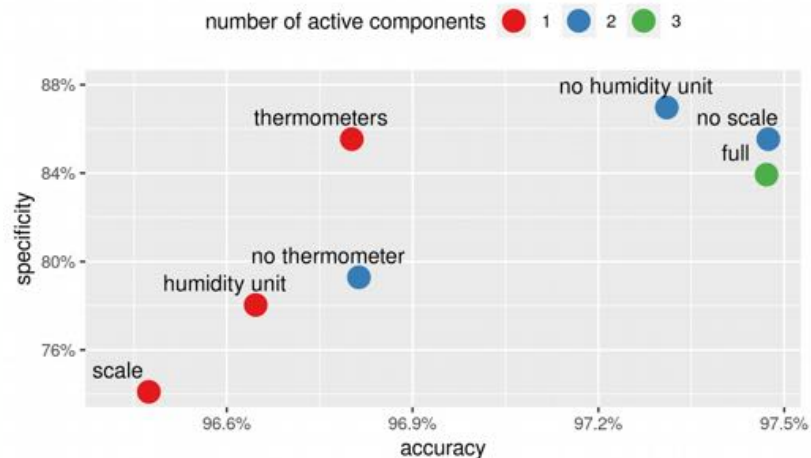 number of active components 1 2 3
88%
no humidity unit
thermometers
no scale
full
84%
specificity
80%
no thermometer
humidity unit
76%
scale
96.6% 96.9% 97.2% 97.5%
accuracy